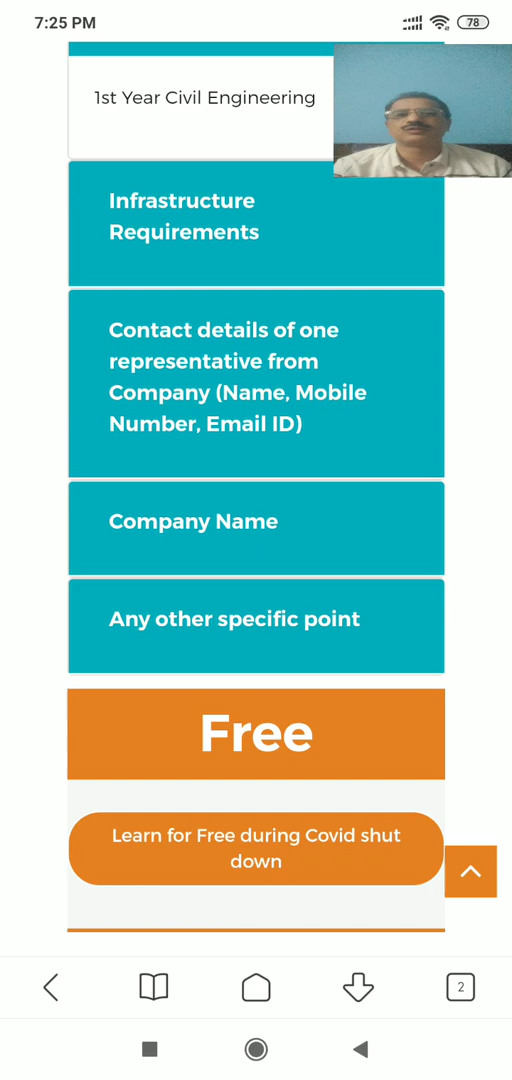 7:25 PM
78
1st Year Civil Engineering
Infrastructure
Requirements
Contact details of one
representative from
Company (Name, Mobile
Number, Email ID)
Company Name
Any other specific point
Free
Learn for Free during Covid shut
down
2